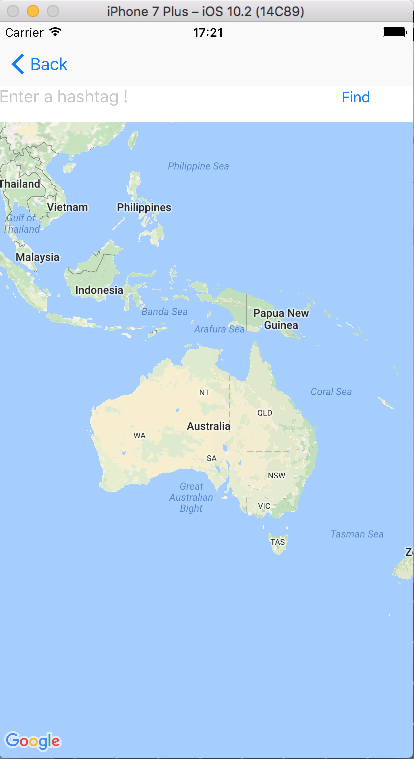 iPhone 7 Plus – iOS 10.2 (14C89)
Carrier 17:21
Back
Enter a hashtag ! Find
Philippine Sea
Thailand
Vietnam Philippines
Gulf of
Thailand
Malaysia
Indonesia
Banda Sea Papua New
Guinea
Arafura Sea
Coral Sea
NT
QLD
WA Australia
SA
NSW
Great
Australian
Bight
VIC
Tasman Sea
TAS
Google